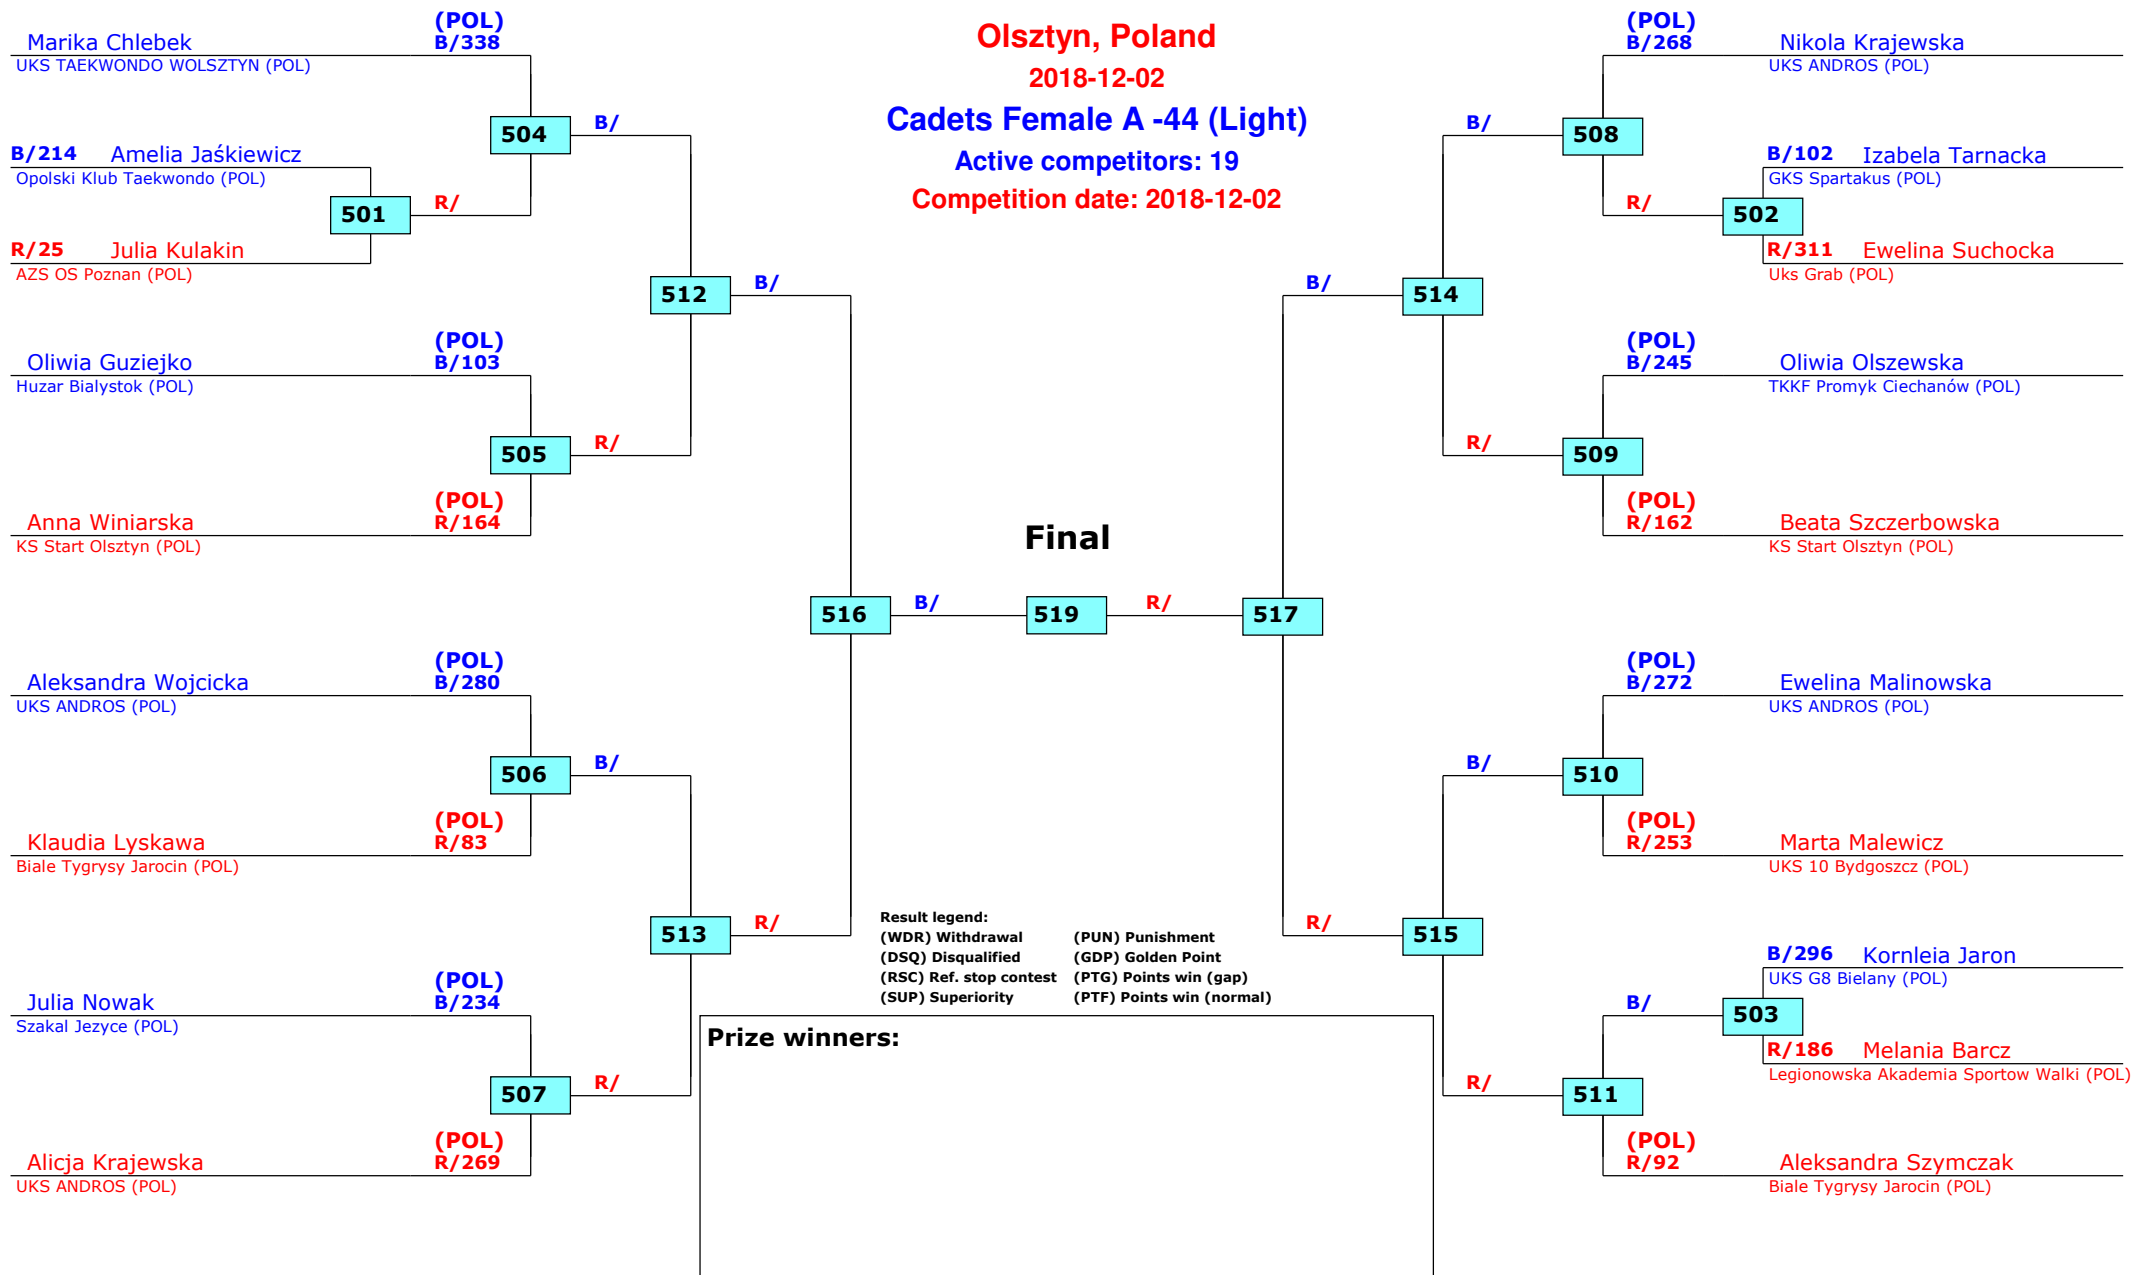 Olsztyn, Poland
2018-12-02
Cadets Female A -44 (Light)
Active competitors: 19
Competition date: 2018-12-02
(POL)
Marika Chlebek B/338
UKS TAEKWONDO WOLSZTYN (POL)
504 B/
B/214 Amelia Jaśkiewicz
Opolski Klub Taekwondo (POL)
501 R/
R/25 Julia Kulakin
AZS OS Poznan (POL)
512 B/
(POL)
Oliwia Guziejko B/103
Huzar Bialystok (POL)
505 R/
(POL)
Anna Winiarska R/164
KS Start Olsztyn (POL)
516 B/
(POL)
Aleksandra Wojcicka B/280
UKS ANDROS (POL)
506 B/
(POL)
Klaudia Lyskawa R/83
Biale Tygrysy Jarocin (POL)
513 R/
(POL)
Julia Nowak B/234
Szakal Jezyce (POL)
507 R/
(POL)
Alicja Krajewska R/269
UKS ANDROS (POL)
Final
519
(POL)
B/268 Nikola Krajewska
UKS ANDROS (POL)
B/ 508
B/102 Izabela Tarnacka
GKS Spartakus (POL)
R/ 502
R/311 Ewelina Suchocka
Uks Grab (POL)
B/ 514
(POL)
B/245 Oliwia Olszewska
TKKF Promyk Ciechanów (POL)
R/ 509
(POL)
R/162 Beata Szczerbowska
KS Start Olsztyn (POL)
R/ 517
(POL)
B/272 Ewelina Malinowska
UKS ANDROS (POL)
B/ 510
(POL)
R/253 Marta Malewicz
UKS 10 Bydgoszcz (POL)
R/ 515
B/296 Kornleia Jaron
UKS G8 Bielany (POL)
B/ 503
R/186 Melania Barcz
Legionowska Akademia Sportow Walki (POL)
R/ 511
(POL)
R/92 Aleksandra Szymczak
Biale Tygrysy Jarocin (POL)
Result legend:
(WDR) Withdrawal (PUN) Punishment
(DSQ) Disqualified (GDP) Golden Point
(RSC) Ref. stop contest (PTG) Points win (gap)
(SUP) Superiority (PTF) Points win (normal)
Prize winners: